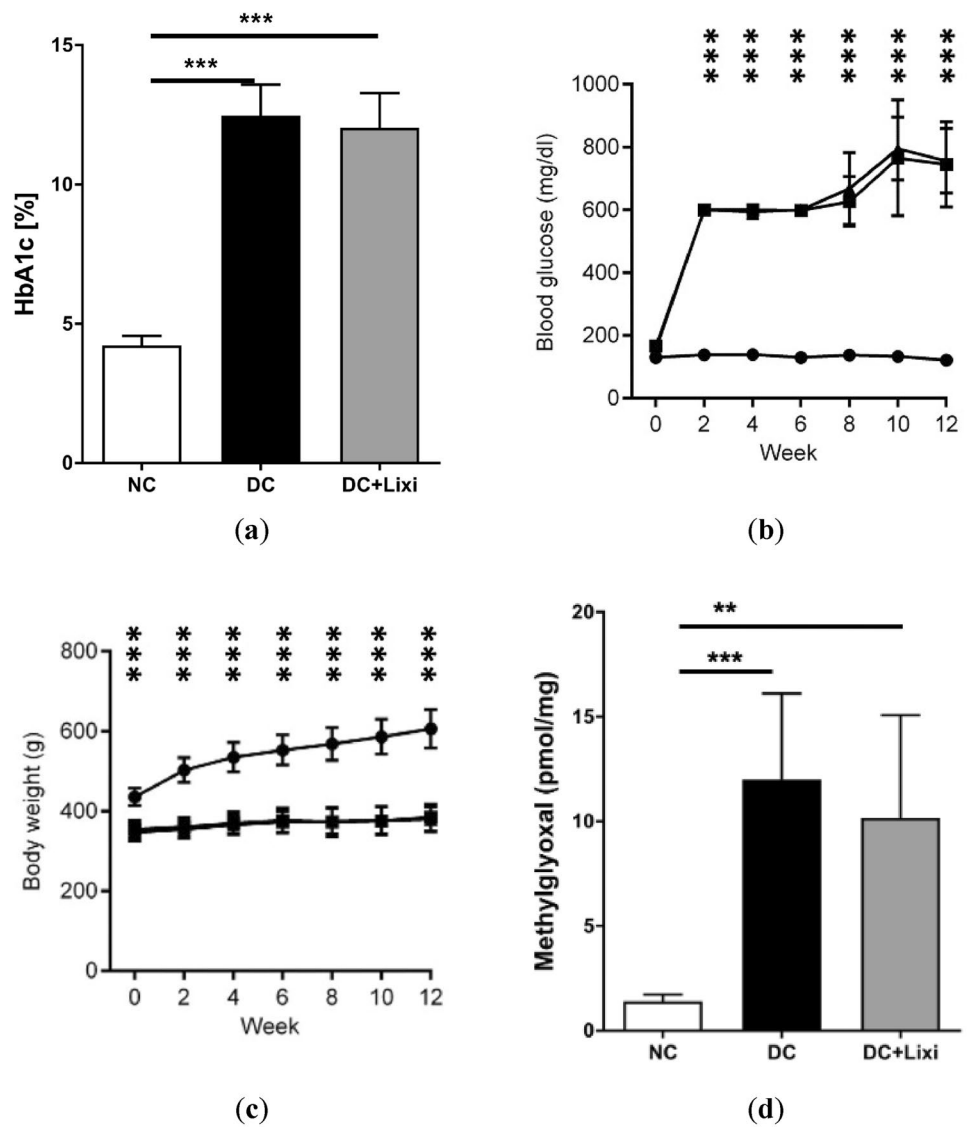 ***
***
15
10
5
0
HbA1c [%]
NC DC DC+Lixi
(a)
*** *** *** *** *** ***
1000
800
600
400
200
0
Blood glucose (mg/dl)
0 2 4 6 8 10 12
Week
(b)
*** *** *** *** *** *** ***
800
600
400
200
0
Body weight (g)
0 2 4 6 8 10 12
Week
(c)
**
***
20
15
10
5
0
Methylglyoxal (pmol/mg)
NC DC DC+Lixi
(d)